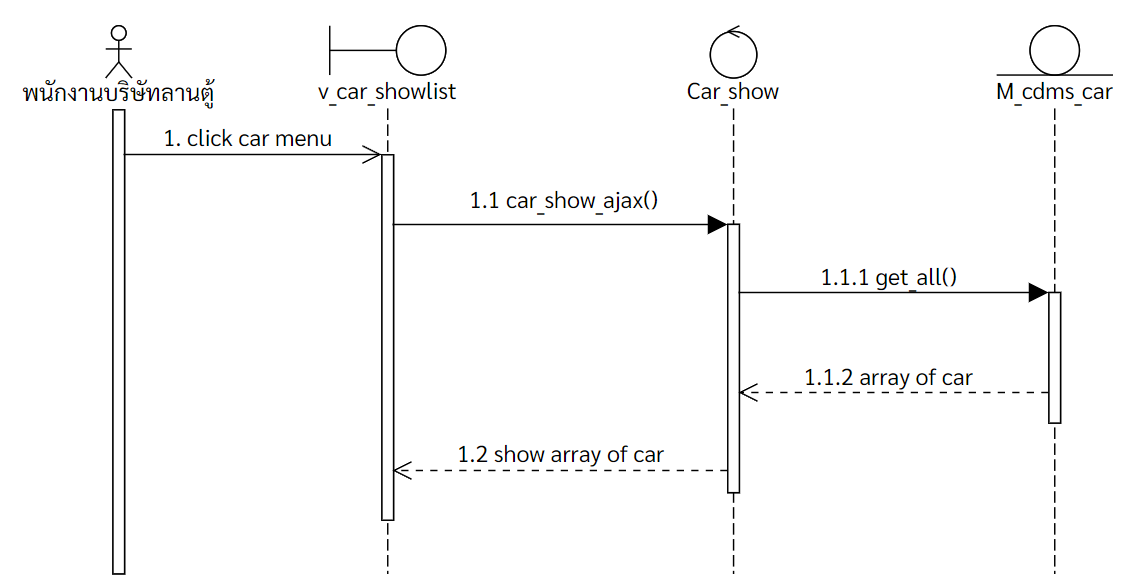 พนักงานบริษัทลานตู้
v_car_showlist
Car_show
M_cdms_car
1. click car menu
1.1 car_show_ajax()
1.1.1 get_all()
1.1.2 array of car
1.2 show array of car